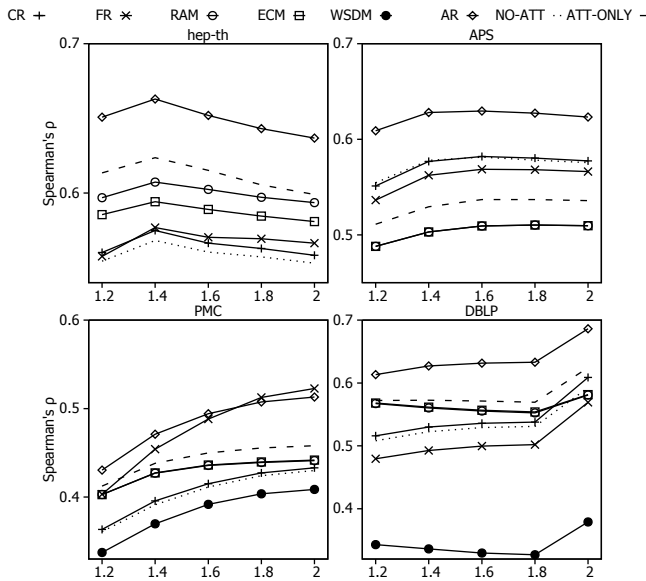 CR FR RAM ECM WSDM AR NO-ATT ATT-ONLY
hep-th APS
0.7 0.7
0.6 0.6
0.5
Spearman's ρ
1.2 1.4 1.6 1.8 2 1.2 1.4 1.6 1.8 2
PMC DBLP
0.6 0.7
0.6
0.5
0.5
0.4
0.4
Spearman's ρ
1.2 1.4 1.6 1.8 2 1.2 1.4 1.6 1.8 2